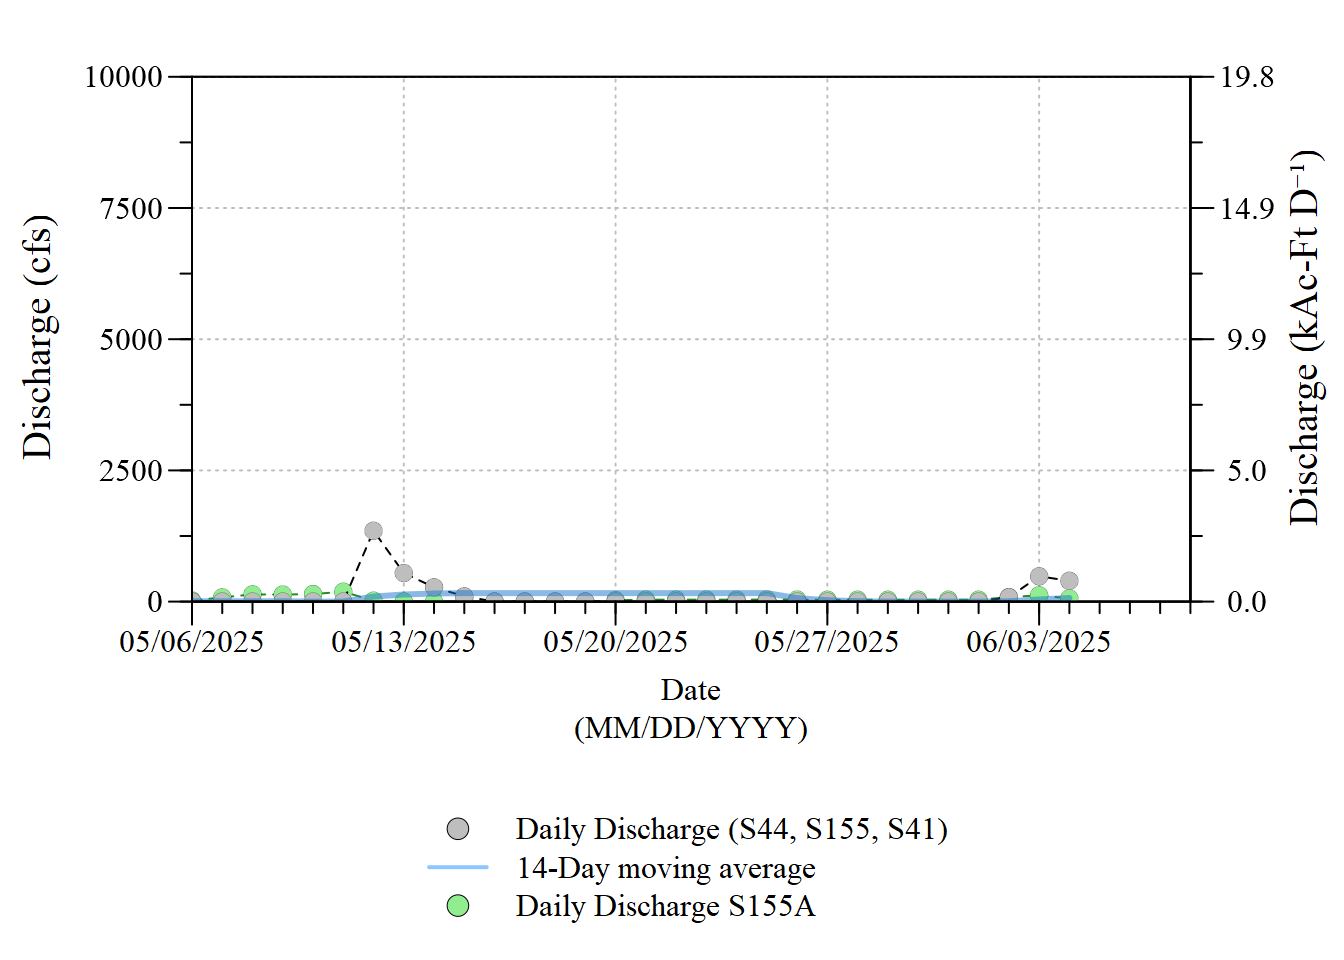 10000
7500
5000
2500
0
Discharge (cfs)
19.8
14.9
9.9
5.0
0.0
Discharge (kAc-Ft D⁻¹)
05/06/2025
05/13/2025
05/20/2025
05/27/2025
06/03/2025
Date
(MM/DD/YYYY)
Daily Discharge (S44, S155, S41)
14-Day moving average
Daily Discharge S155A